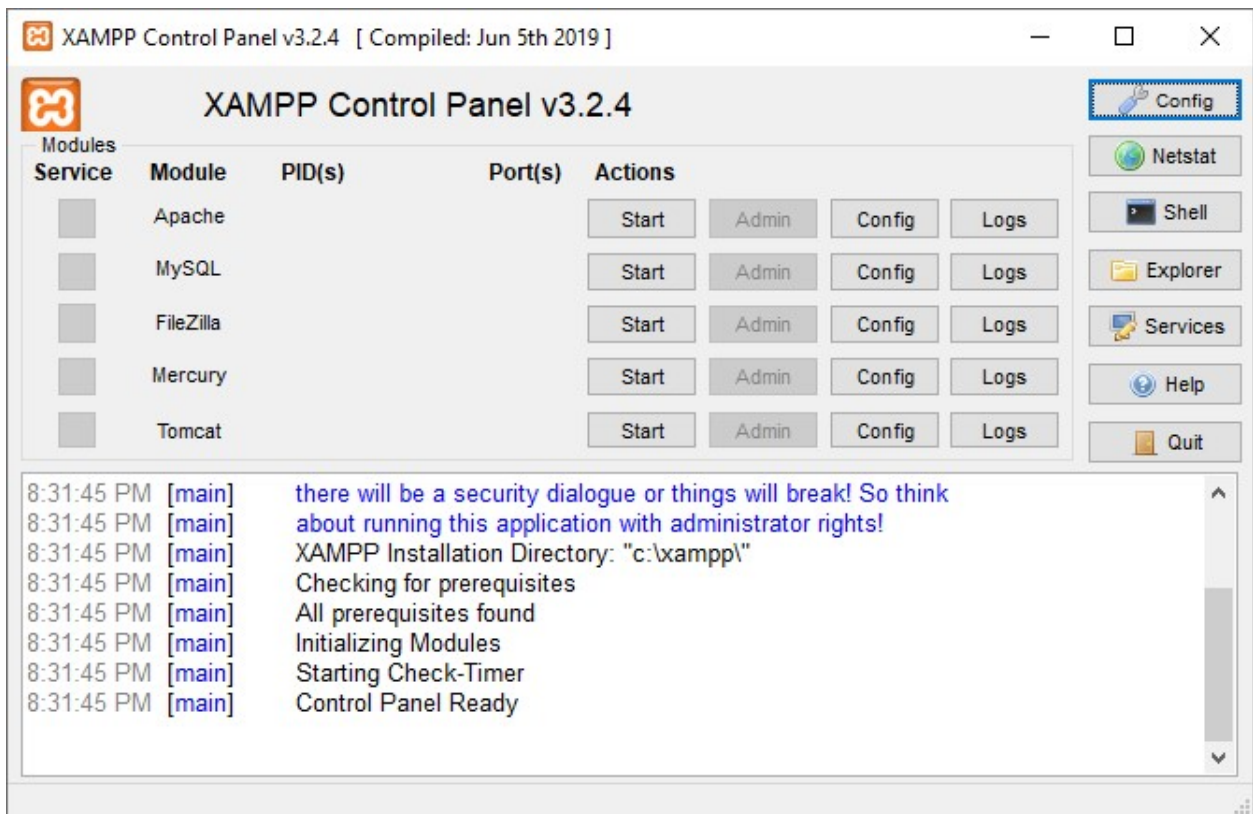 XAMPP Control Panel v3.2.4 [ Compiled: Jun 5th 2019 ]
XAMPP Control Panel v3.2.4
Config
Modules
Netstat
Service Module PID(s) Port(s) Actions
Apache Start Admin Config Logs
Shell
MySQL Start Admin Config Logs
Explorer
FileZilla Start Admin Config Logs
Services
Mercury Start Admin Config Logs
Help
Tomcat Start Admin Config Logs
Quit
8:31:45 PM [main] there will be a security dialogue or things will break! So think
8:31:45 PM [main] about running this application with administrator rights!
8:31:45 PM [main] XAMPP Installation Directory: "c:\xampp\"
8:31:45 PM [main] Checking for prerequisites
8:31:45 PM [main] All prerequisites found
8:31:45 PM [main] Initializing Modules
8:31:45 PM [main] Starting Check-Timer
8:31:45 PM [main] Control Panel Ready